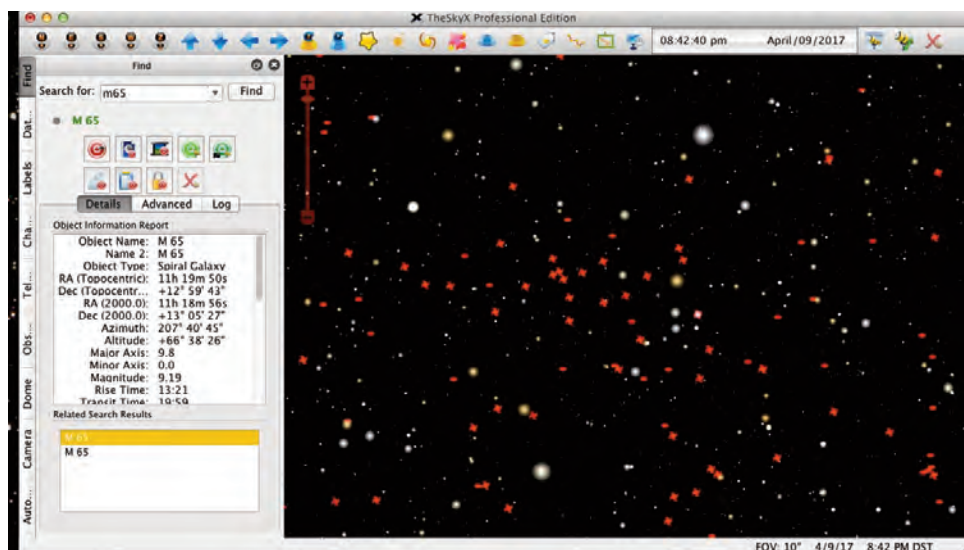 TheSkyX Professional Edition
08:42:40 pm April/09/2017
Find
Search for: m65 Find
M 65
Details Advanced Log
Object Information Report
Object Name: M 65
Name 2: M 65
Object Type: Spiral Galaxy
RA (Topocentric): 11h 19m 50s
Dec (Topocentr... +12° 59' 43"
RA (2000.0): 11h 18m 56s
Dec (2000.0): +13° 05' 27"
Azimuth: 207° 40' 45"
Altitude: +66° 38' 26"
Major Axis: 9.8
Minor Axis: 0.0
Magnitude: 9.19
Rise Time: 13:21
Transit Time: 19:59
Related Search Results
M 65
M 65
Find
Dat...
Labels
Cha...
Tel...
Obs...
Dome
Camera
Auto...
FOV: 10° 4/9/17 8:42 PM DST